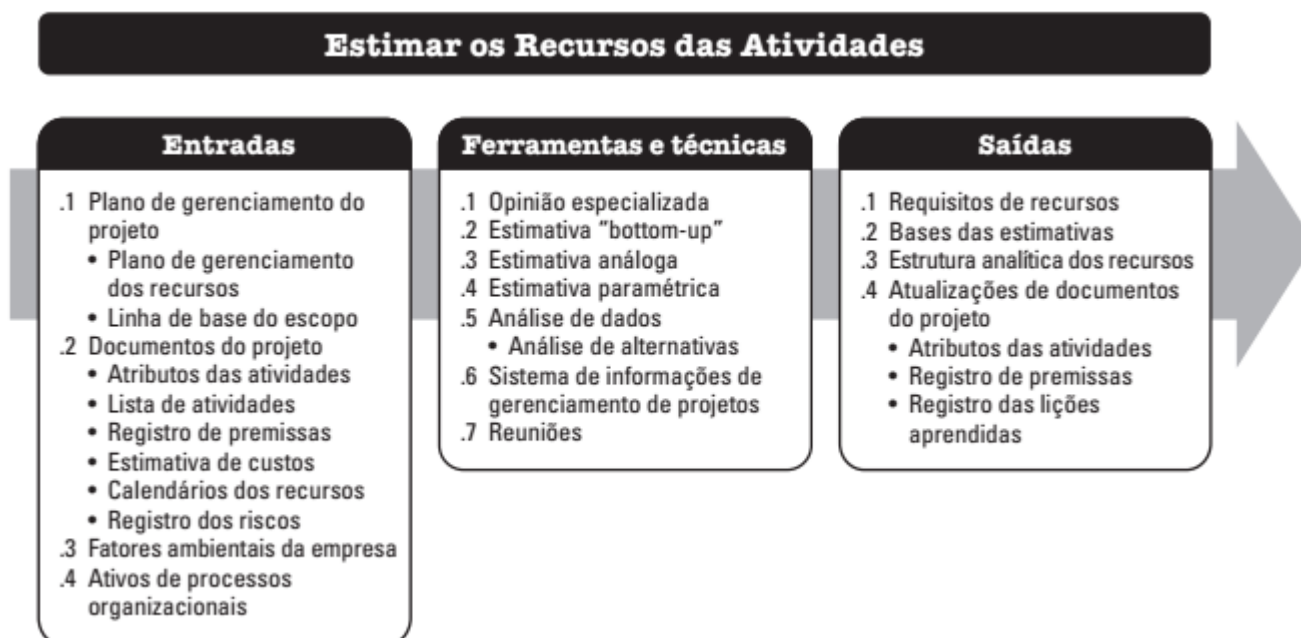 Estimar os Recursos das Atividades
Entradas
.1 Plano de gerenciamento do
projeto
• Plano de gerenciamento
dos recursos
• Linha de base do escopo
.2 Documentos do projeto
• Atributos das atividades
• Lista de atividades
• Registro de premissas
• Estimativa de custos
• Calendários dos recursos
• Registro dos riscos
.3 Fatores ambientais da empresa
.4 Ativos de processos
organizacionais
Ferramentas e técnicas
.1 Opinião especializada
.2 Estimativa “bottom-up”
.3 Estimativa análoga
.4 Estimativa paramétrica
.5 Análise de dados
• Análise de alternativas
.6 Sistema de informações de
gerenciamento de projetos
.7 Reuniões
Saídas
.1 Requisitos de recursos
.2 Bases das estimativas
.3 Estrutura analítica dos recursos
.4 Atualizações de documentos
do projeto
• Atributos das atividades
• Registro de premissas
• Registro das lições
aprendidas